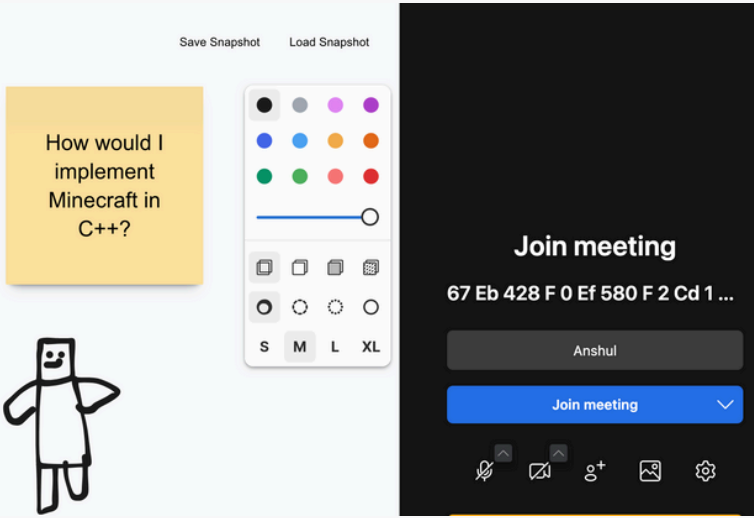 Save Snapshot Load Snapshot
How would I
implement
Minecraft in
C++?
S M L XL
Join meeting
67 Eb 428 F 0 Ef 580 F 2 Cd 1 ...
Anshul
Join meeting